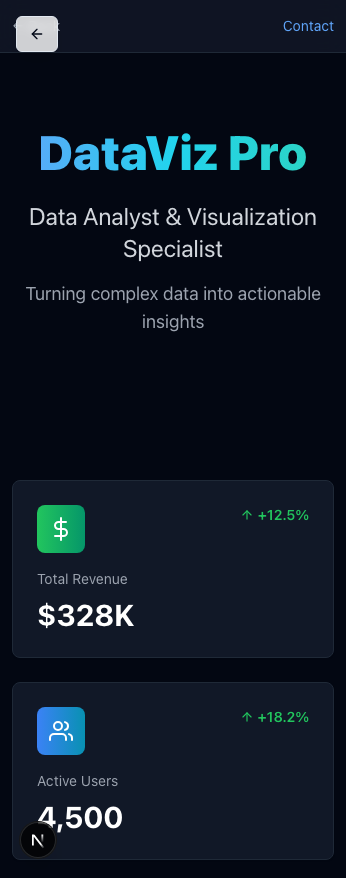 Contact
DataViz Pro
Data Analyst & Visualization
Specialist
Turning complex data into actionable
insights
+12.5%
Total Revenue
$328K
+18.2%
Active Users
4,500
N